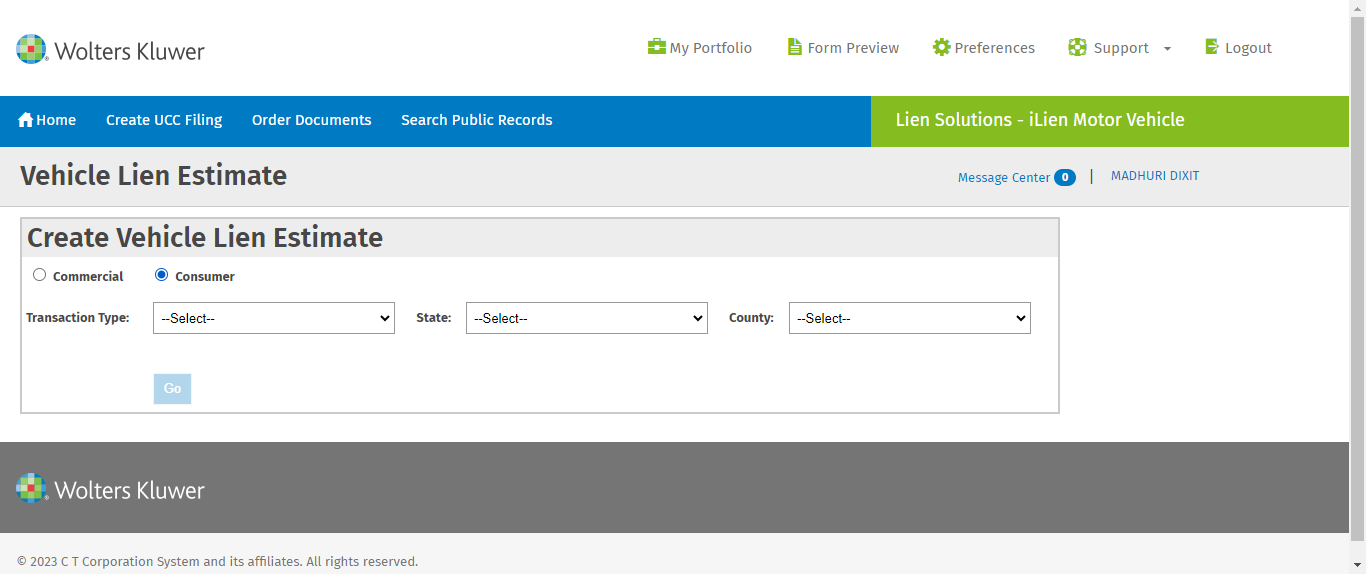 Wolters Kluwer
My Portfolio Form Preview Preferences Support Logout
Home Create UCC Filing Order Documents Search Public Records Lien Solutions - iLien Motor Vehicle
Vehicle Lien Estimate Message Center 0 | MADHURI DIXIT
Create Vehicle Lien Estimate
Commercial Consumer
Transaction Type: --Select-- State: --Select-- County: --Select--
Go
Wolters Kluwer
© 2023 C T Corporation System and its affiliates. All rights reserved.